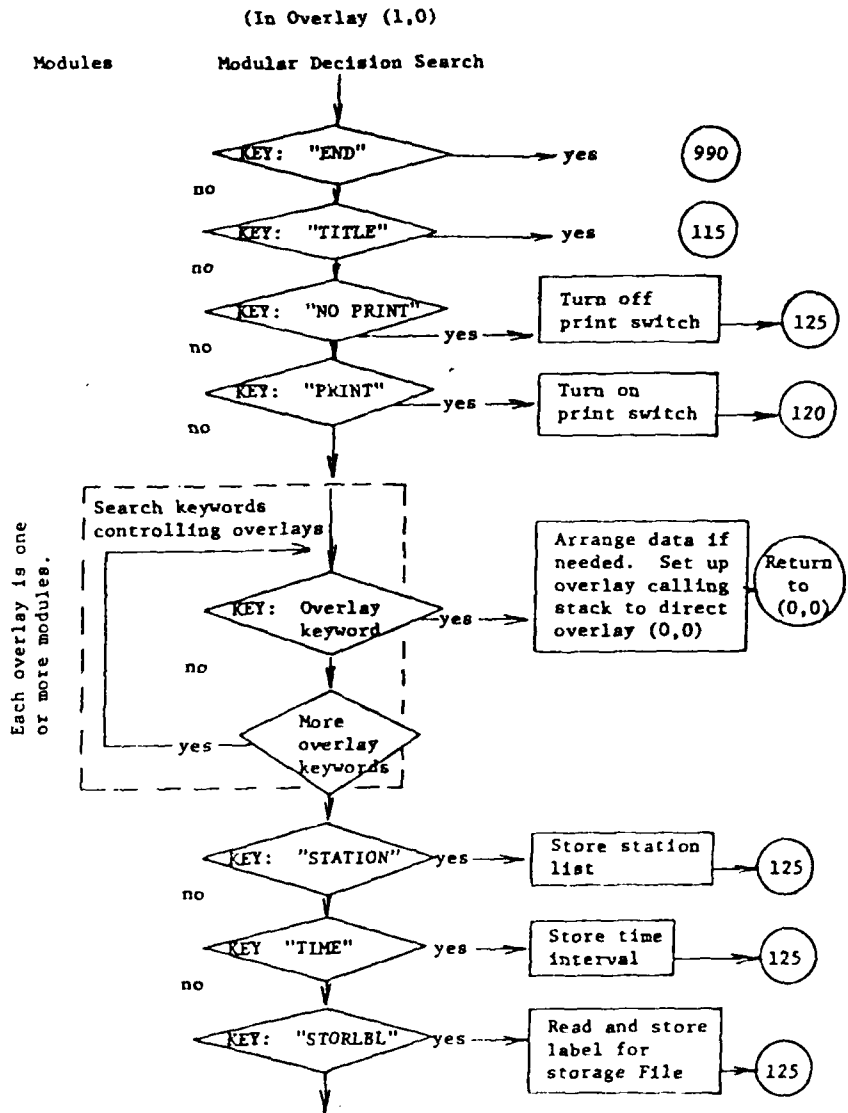 (In Overlay (1,0)
Modules
Modular Decision Search
KEY: "END"
yes
990
no
KEY: "TITLE"
yes
115
no
KEY: "NO PRINT"
yes
Turn off
print switch
125
no
KEY: "PRINT"
yes
Turn on
print switch
120
no
Each overlay is one
or more modules.
Search keywords
controlling overlays
KEY: Overlay
keyword
yes
Arrange data if
needed. Set up
overlay calling
stack to direct
overlay (0,0)
Return
to
(0,0)
no
More
overlay
keywords
yes
KEY: "STATION"
yes
Store station
list
125
no
KEY "TIME"
yes
Store time
interval
125
no
KEY: "STORLBL"
yes
Read and store
label for
storage File
125